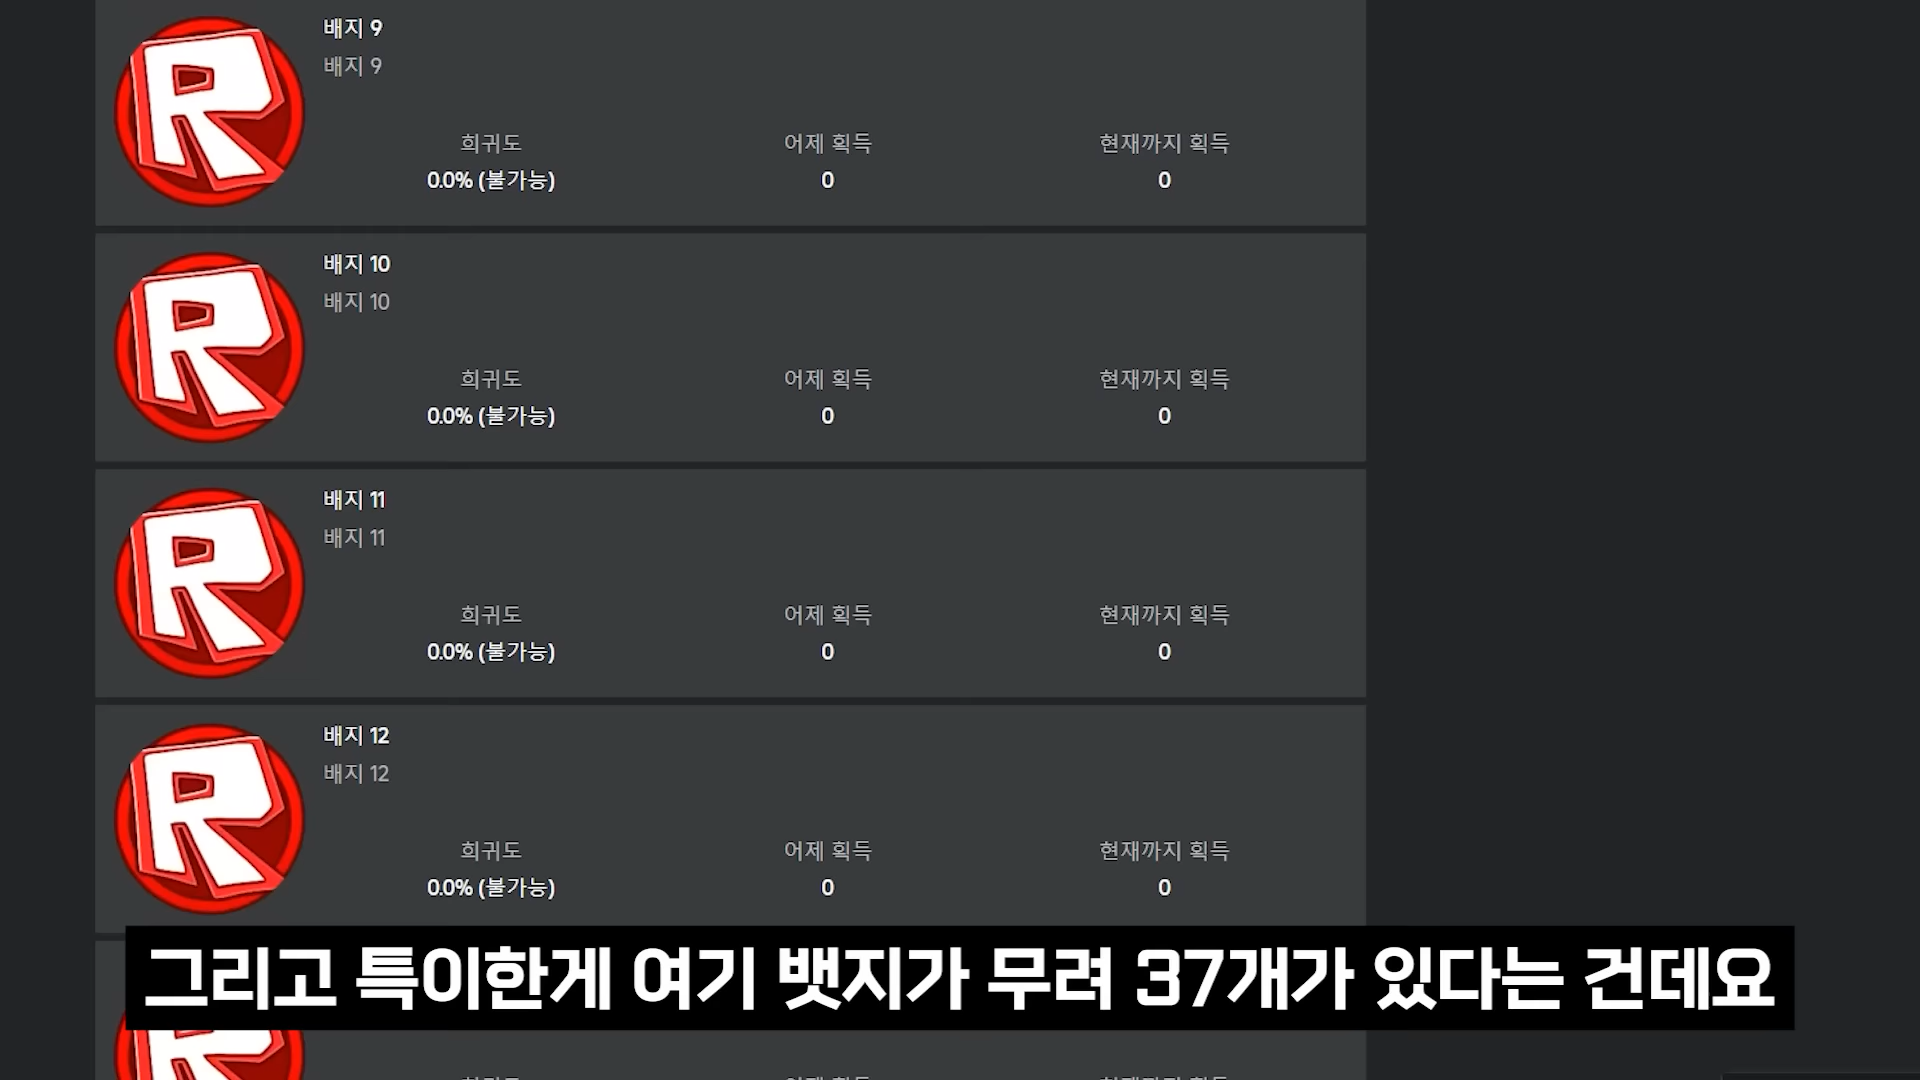 배지 9
배지 9
희귀도 어제 획득 현재까지 획득
0.0% (불가능) 0 0
배지 10
배지 10
희귀도 어제 획득 현재까지 획득
0.0% (불가능) 0 0
배지 11
배지 11
희귀도 어제 획득 현재까지 획득
0.0% (불가능) 0 0
배지 12
배지 12
희귀도 어제 획득 현재까지 획득
0.0% (불가능) 0 0
그리고 특이한게 여기 뱃지가 무려 37개가 있다는 건데요